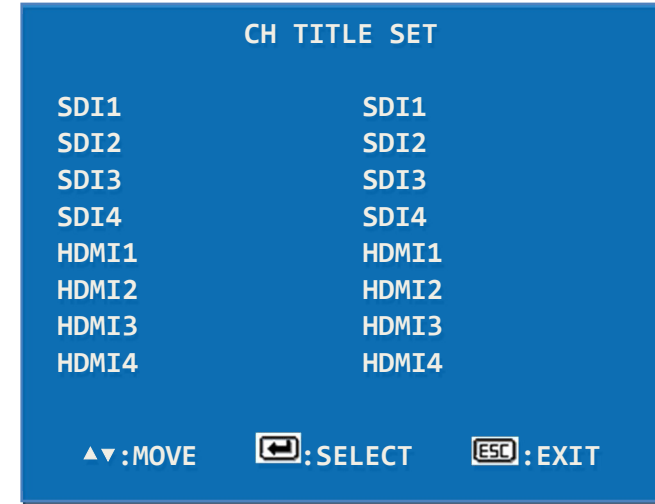 CH TITLE SET
SDI1 SDI1
SDI2 SDI2
SDI3 SDI3
SDI4 SDI4
HDMI1 HDMI1
HDMI2 HDMI2
HDMI3 HDMI3
HDMI4 HDMI4
▲▼:MOVE ↵:SELECT ESC:EXIT